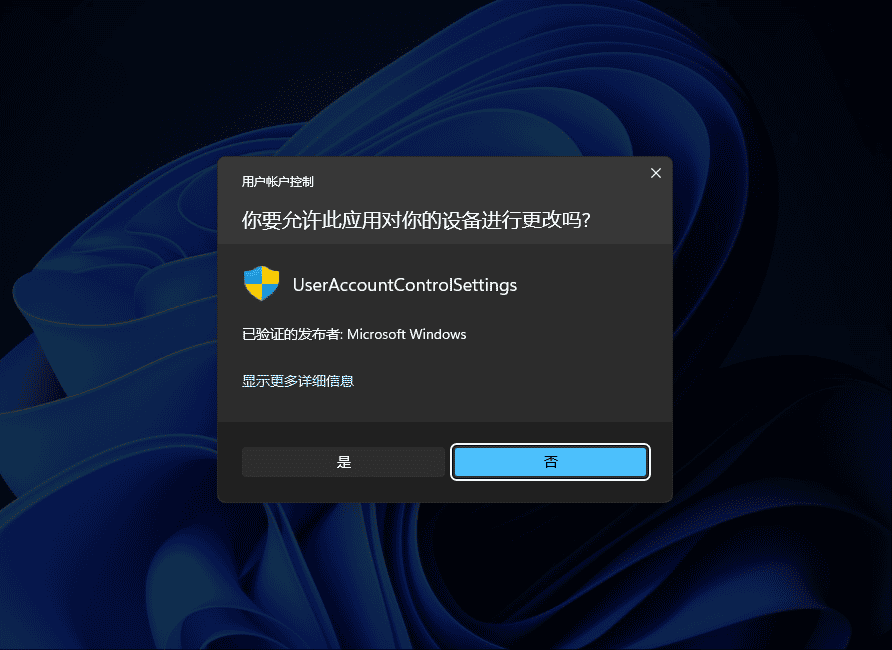 用户帐户控制
你要允许此应用对你的设备进行更改吗?
UserAccountControlSettings
已验证的发布者: Microsoft Windows
显示更多详细信息
是
否